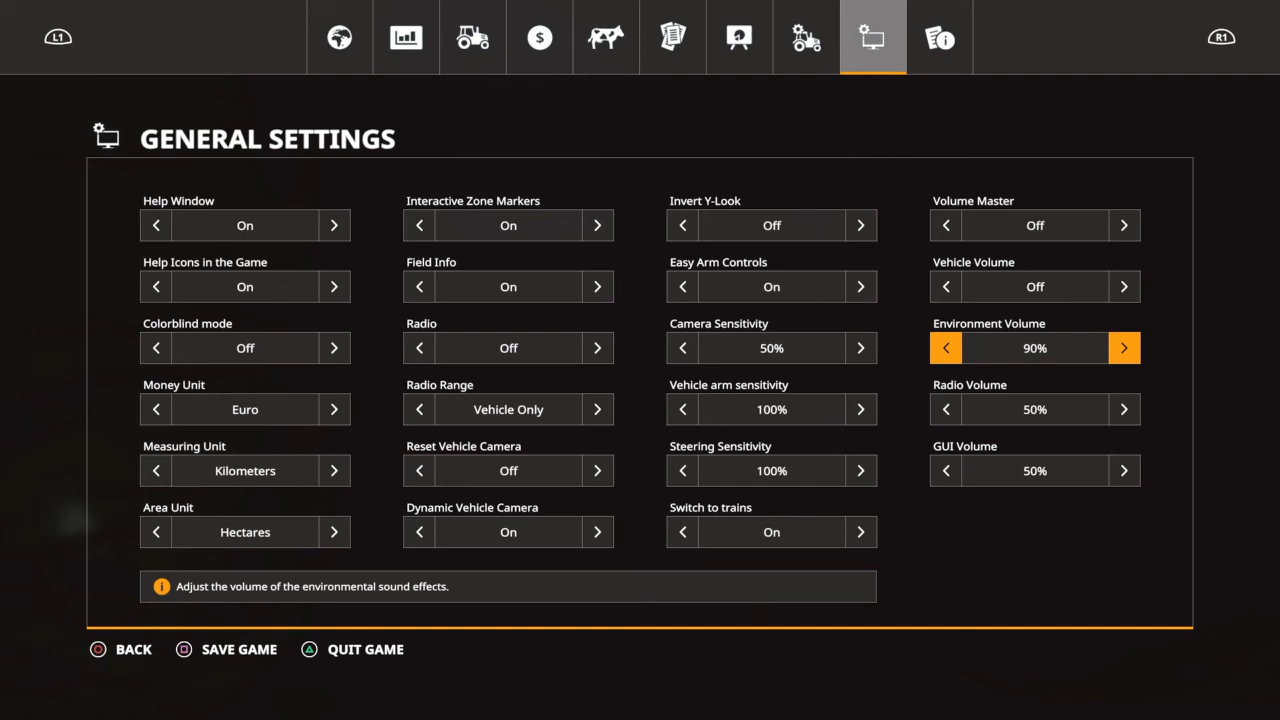 L1
R1
GENERAL SETTINGS
Help Window
On
Help Icons in the Game
On
Colorblind mode
Off
Money Unit
Euro
Measuring Unit
Kilometers
Area Unit
Hectares
Interactive Zone Markers
On
Field Info
On
Radio
Off
Radio Range
Vehicle Only
Reset Vehicle Camera
Off
Dynamic Vehicle Camera
On
Invert Y-Look
Off
Easy Arm Controls
On
Camera Sensitivity
50%
Vehicle arm sensitivity
100%
Steering Sensitivity
100%
Switch to trains
On
Volume Master
Off
Vehicle Volume
Off
Environment Volume
90%
Radio Volume
50%
GUI Volume
50%
Adjust the volume of the environmental sound effects.
BACK SAVE GAME QUIT GAME